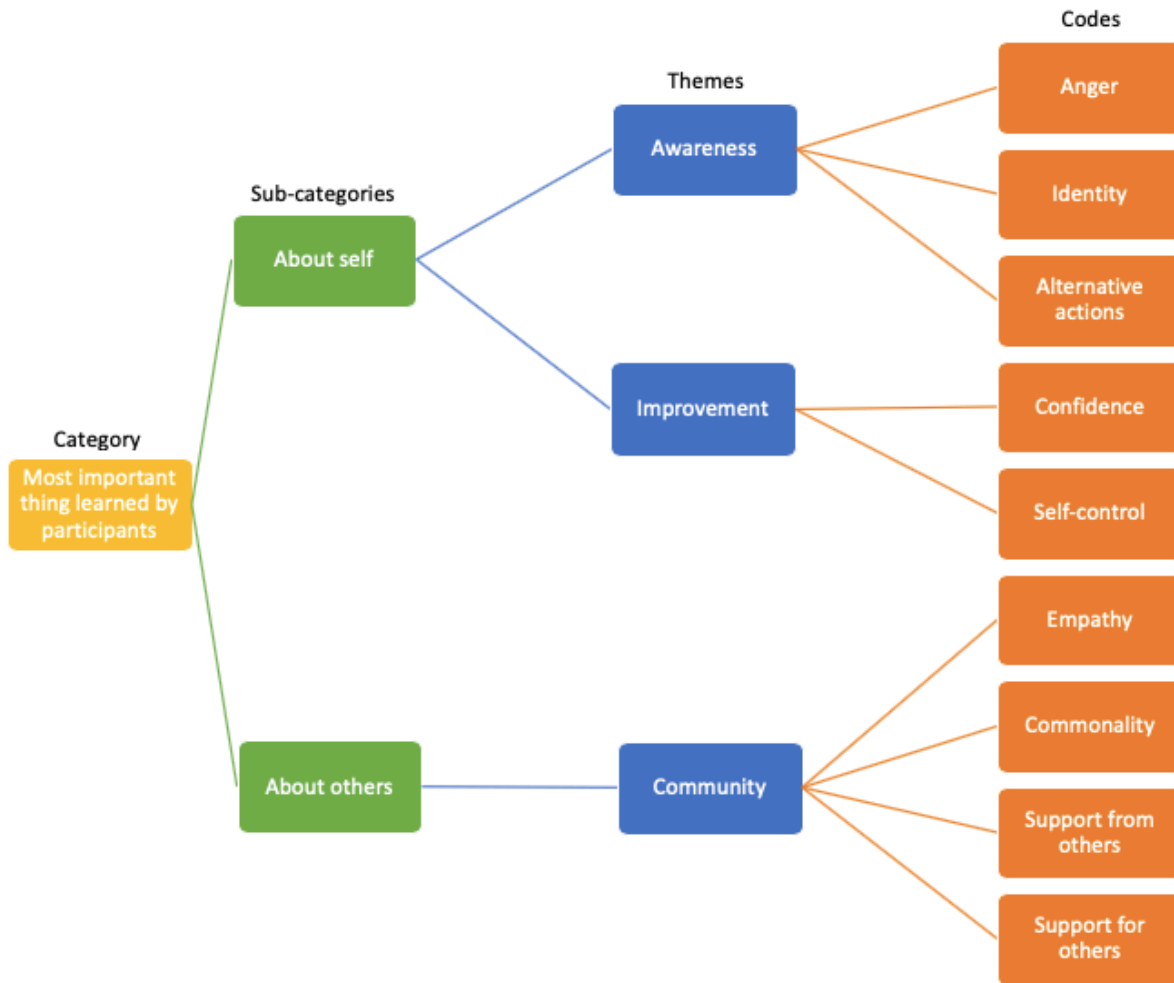 Codes
Anger
Themes
Awareness
Identity
Sub-categories
About self
Alternative
actions
Improvement
Confidence
Category
Most important
thing learned by
participants
Self-control
Empathy
Commonality
About others
Community
Support from
others
Support for
others